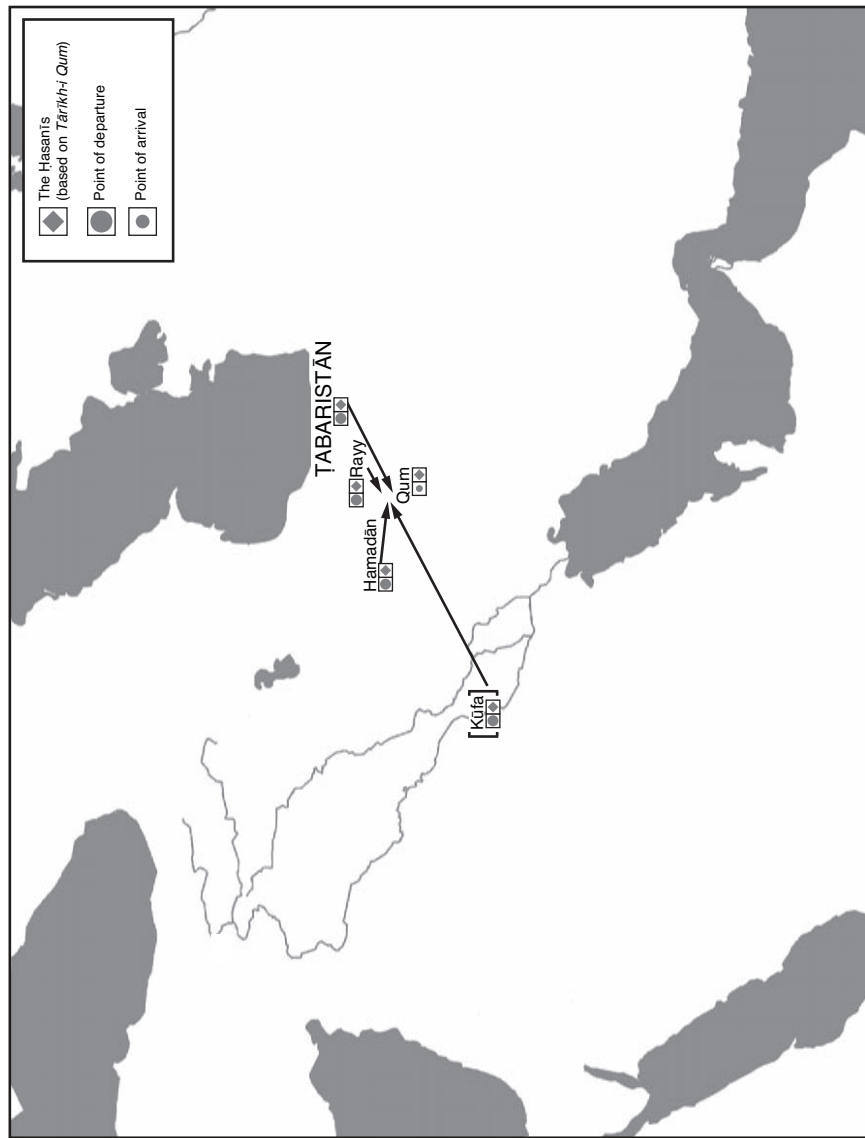 The Ḥasanīs
(based on Tārīkh-i Qum)
Point of departure
Point of arrival
ṬABARISTĀN
Rayy
Hamadān
Qum
[Kūfa]